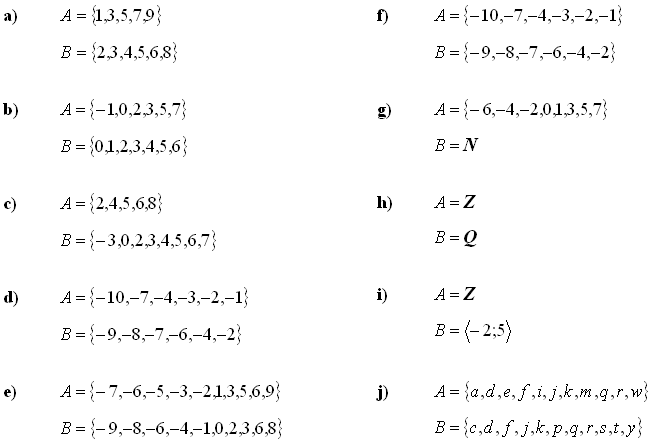 a) A = {1,3,5,7,9}
B = {2,3,4,5,6,8}
b) A = {−1,0,2,3,5,7}
B = {0,1,2,3,4,5,6}
c) A = {2,4,5,6,8}
B = {−3,0,2,3,4,5,6,7}
d) A = {−10,−7,−4,−3,−2,−1}
B = {−9,−8,−7,−6,−4,−2}
e) A = {−7,−6,−5,−3,−2,1,3,5,6,9}
B = {−9,−8,−6,−4,−1,0,2,3,6,8}
f) A = {−10,−7,−4,−3,−2,−1}
B = {−9,−8,−7,−6,−4,−2}
g) A = {−6,−4,−2,0,1,3,5,7}
B = N
h) A = Z
B = Q
i) A = Z
B = ⟨−2;5⟩
j) A = {a,d,e,f,i,j,k,m,q,r,w}
B = {c,d,f,j,k,p,q,r,s,t,y}